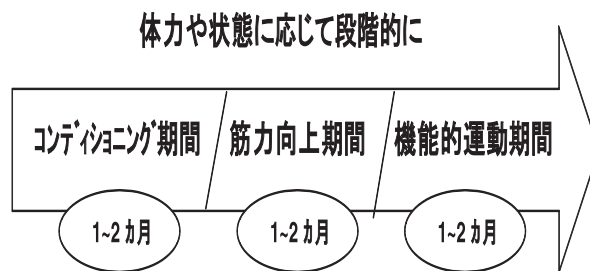 体力や状態に応じて段階的に
コンディショニング期間 筋力向上期間 機能的運動期間
1~2カ月 1~2カ月 1~2カ月